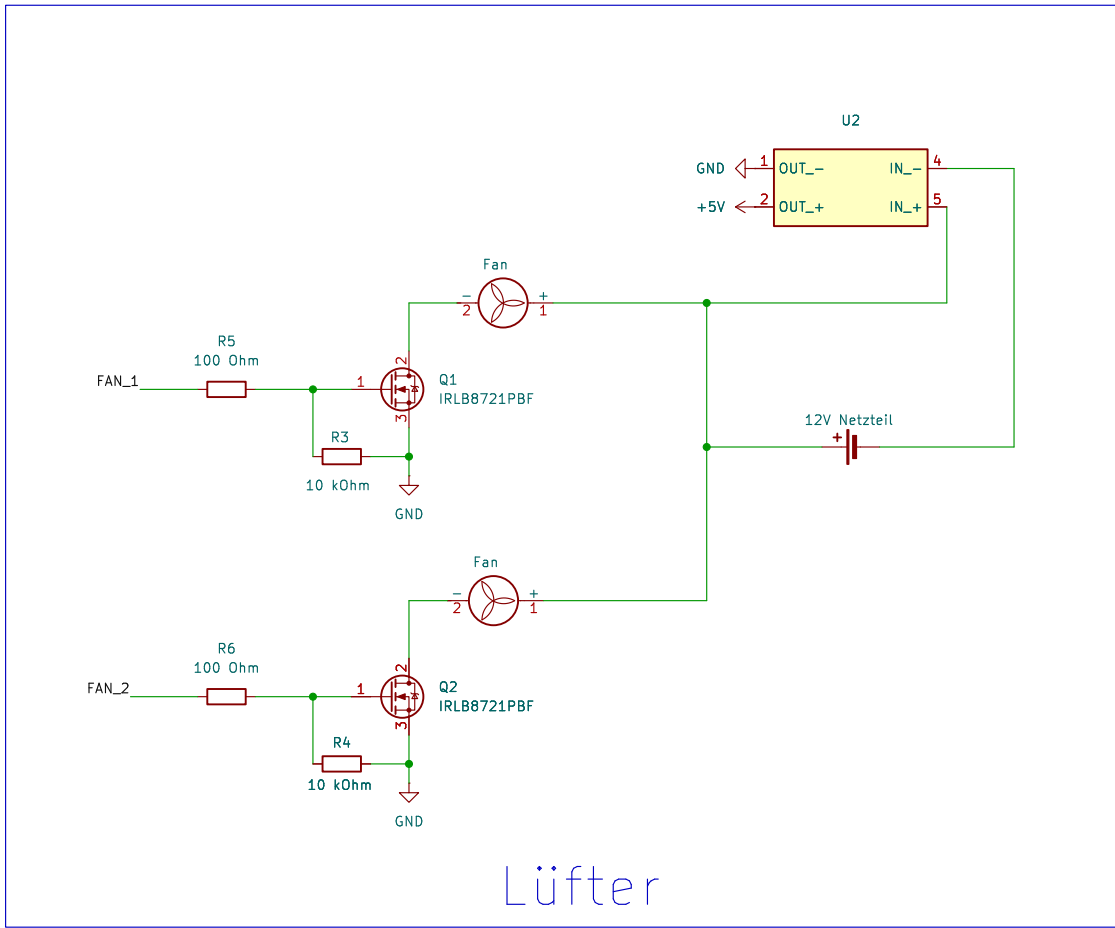 U2
GND 1 OUT_- IN_- 4
+5V 2 OUT_+ IN_+ 5
Fan
- +
2 1
R5
100 Ohm
FAN_1
1
2
3
Q1
IRLB8721PBF
R3
10 kOhm
GND
12V Netzteil
+
Fan
- +
2 1
R6
100 Ohm
FAN_2
1
2
3
Q2
IRLB8721PBF
R4
10 kOhm
GND
Lüfter